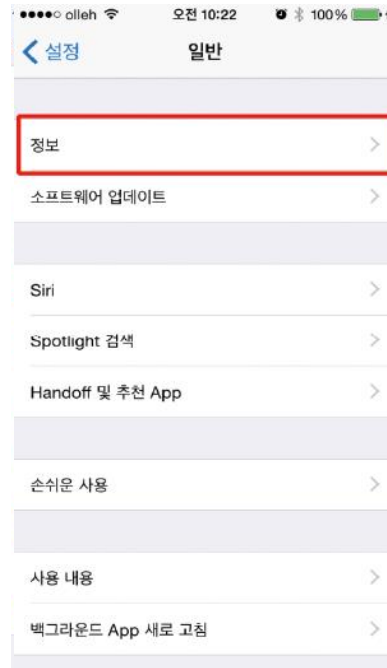 olleh 오전 10:22 100%
설정 일반
정보
소프트웨어 업데이트
Siri
Spotlight 검색
Handoff 및 추천 App
손쉬운 사용
사용 내용
백그라운드 App 새로 고침